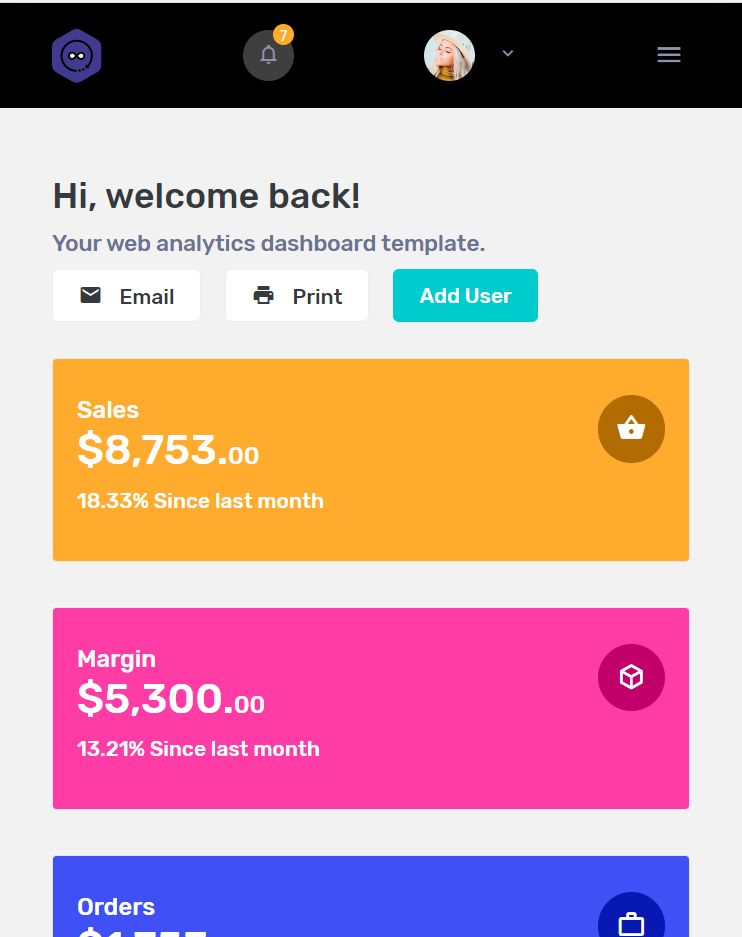 7
Hi, welcome back!
Your web analytics dashboard template.
Email
Print
Add User
Sales
$8,753.00
18.33% Since last month
Margin
$5,300.00
13.21% Since last month
Orders